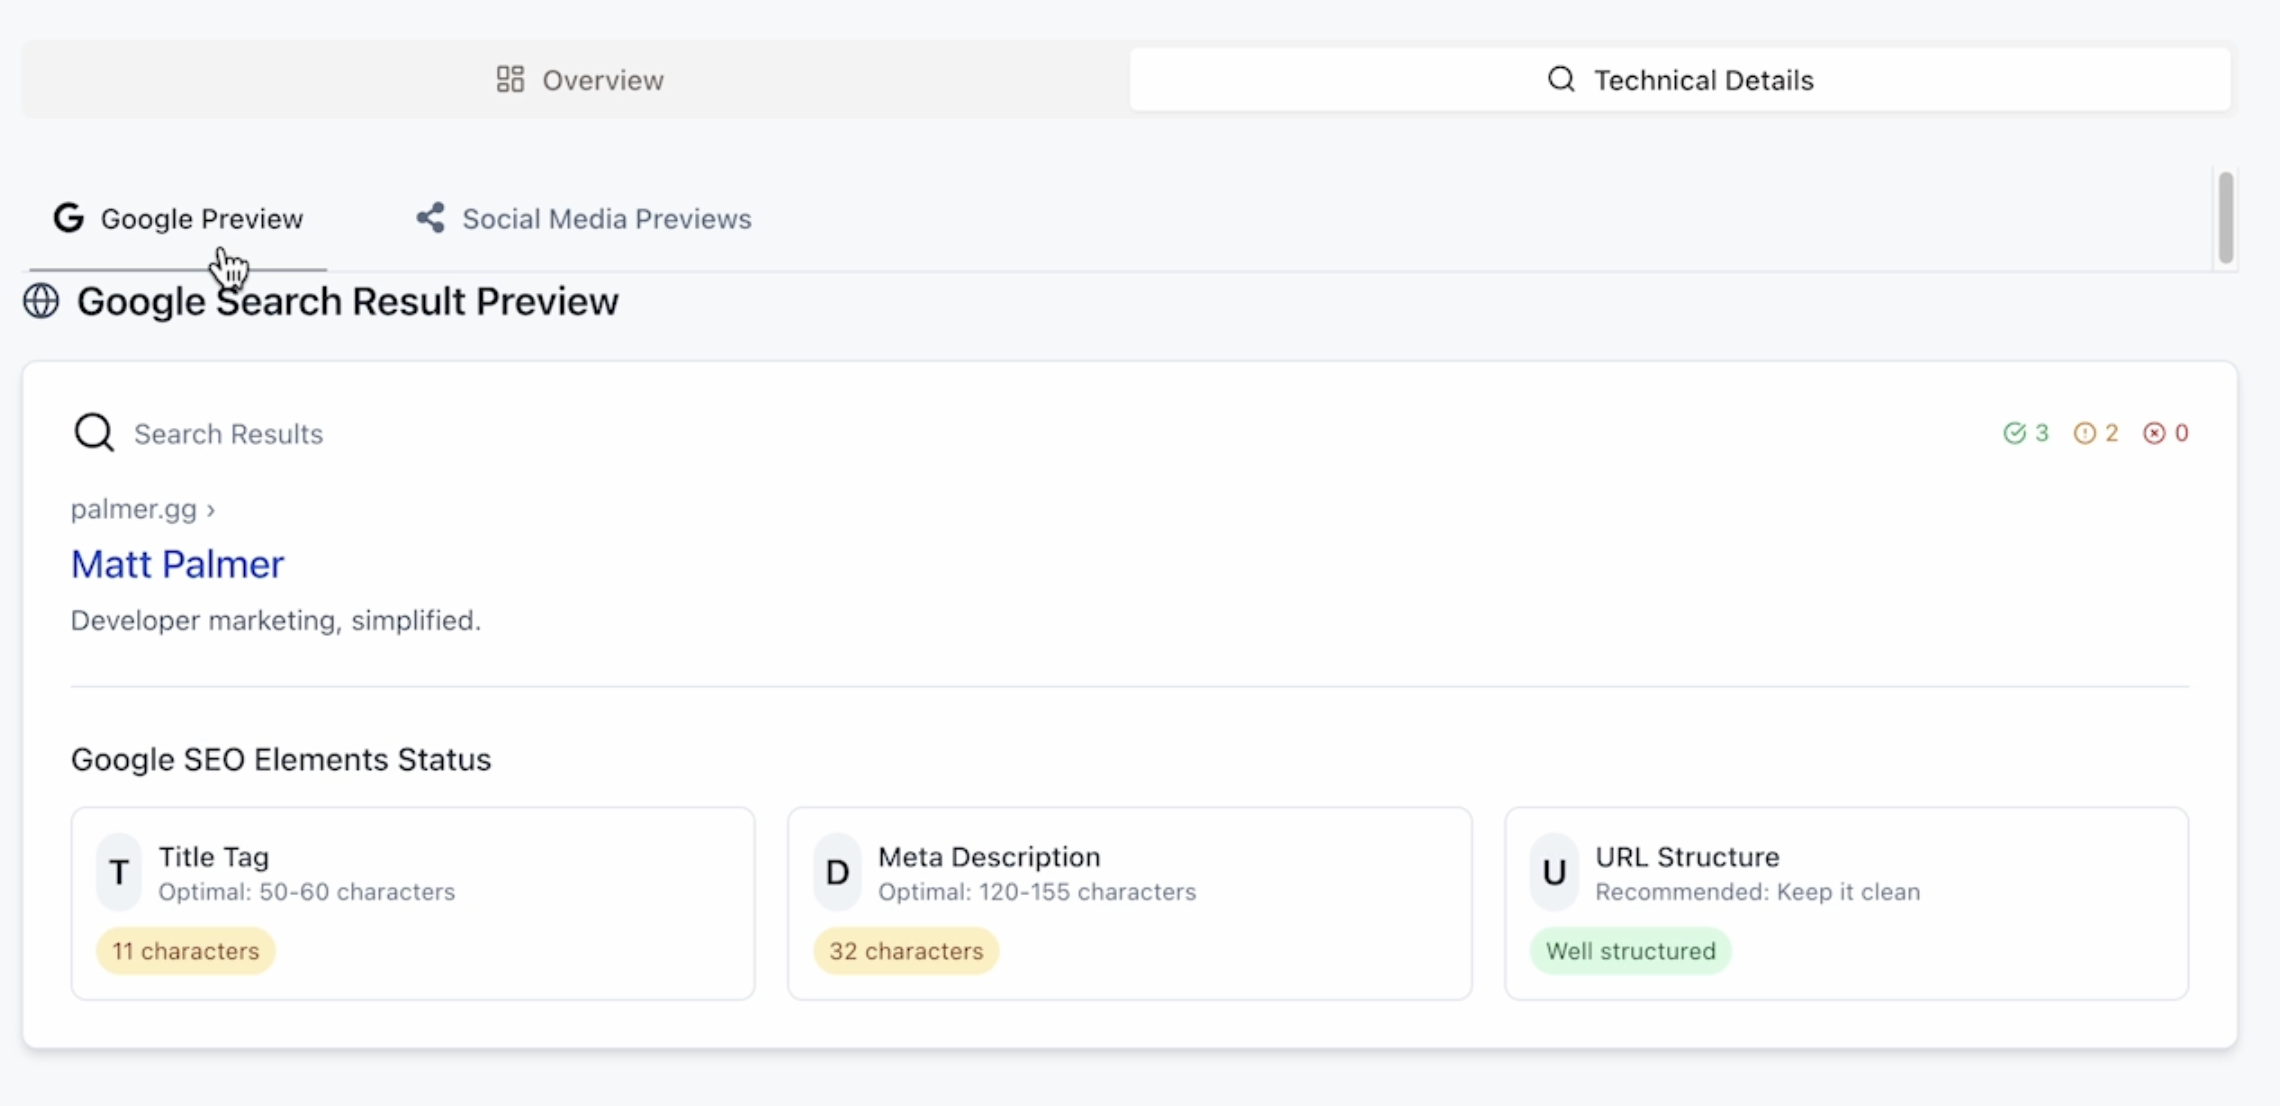 Overview
Technical Details
Google Preview
Social Media Previews
Google Search Result Preview
Search Results
3 2 0
palmer.gg ›
Matt Palmer
Developer marketing, simplified.
Google SEO Elements Status
T
Title Tag
Optimal: 50-60 characters
11 characters
D
Meta Description
Optimal: 120-155 characters
32 characters
U
URL Structure
Recommended: Keep it clean
Well structured